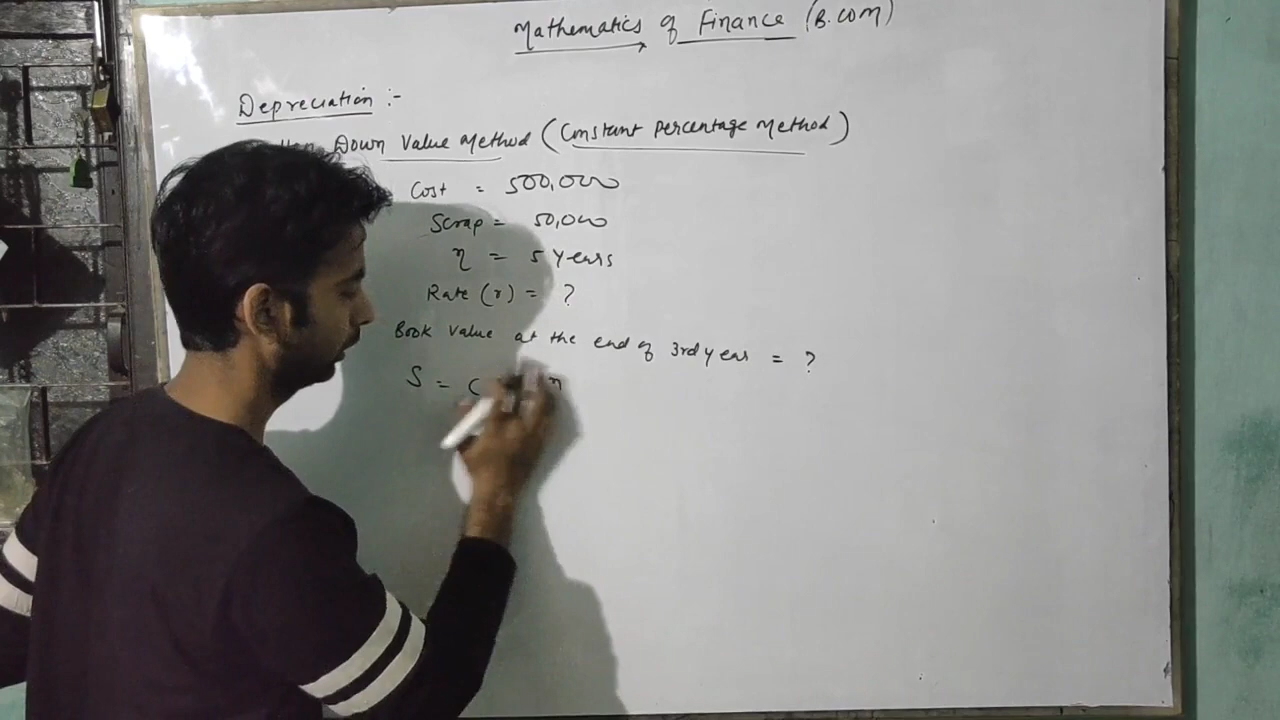 Mathematics of Finance (B.com)
Depreciation :-
Down Value Method (Constant Percentage Method)
Cost = 500,000
Scrap = 50,000
n = 5 Years
Rate (r) = ?
Book Value at the end of 3rd year = ?
S = C n